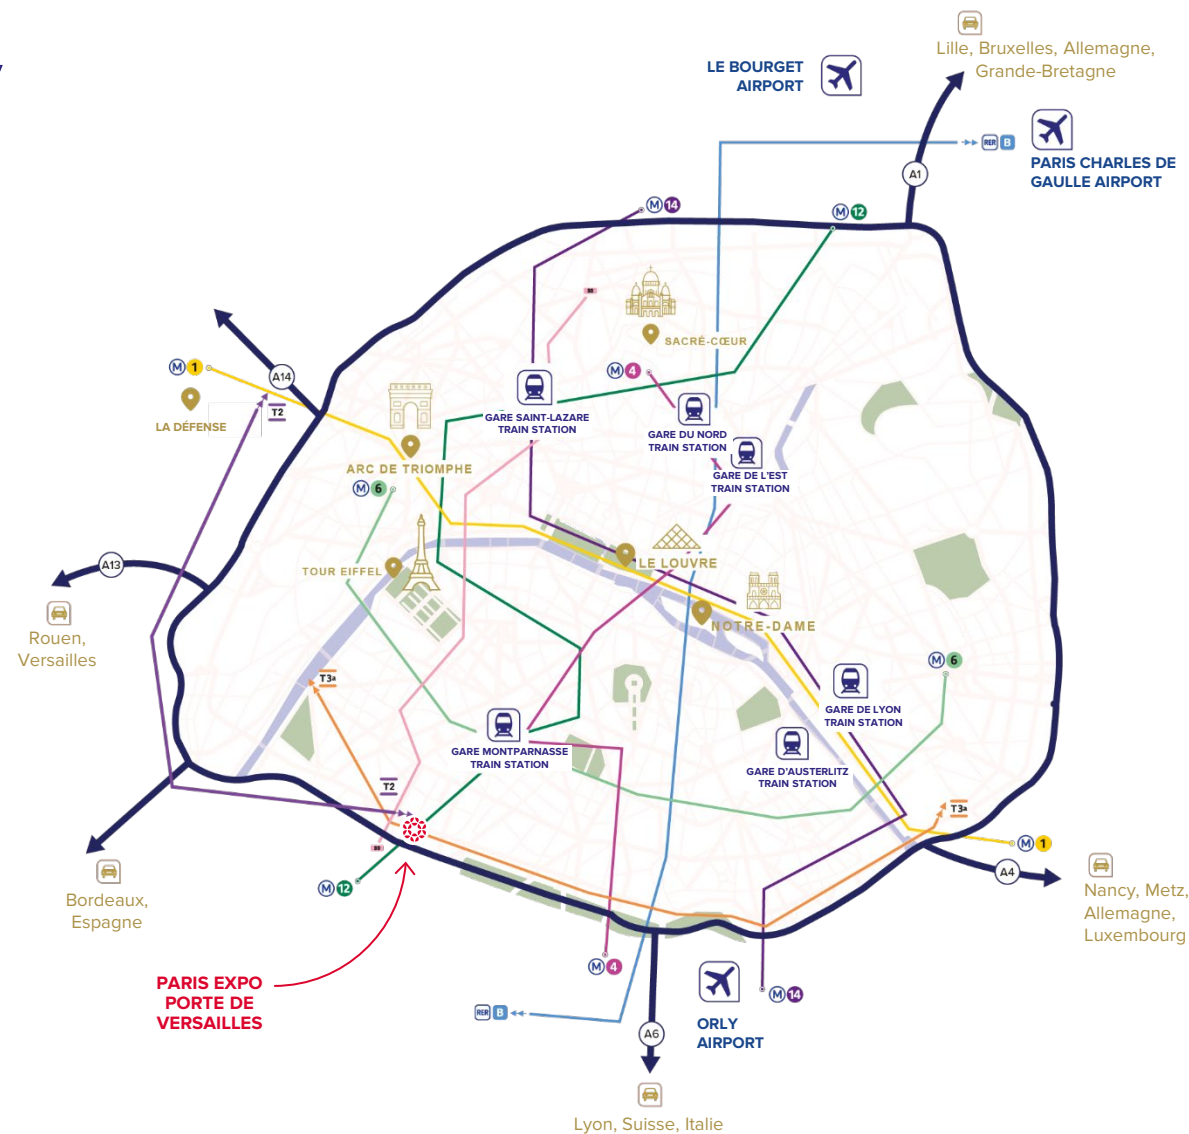 Lille, Bruxelles, Allemagne,
Grande-Bretagne
LE BOURGET
AIRPORT
RER B
PARIS CHARLES DE
GAULLE AIRPORT
A1
M 14
M 12
88
SACRÉ-CŒUR
M 1
A14
M 4
T2
LA DÉFENSE
GARE SAINT-LAZARE
TRAIN STATION
GARE DU NORD
TRAIN STATION
ARC DE TRIOMPHE
GARE DE L'EST
TRAIN STATION
M 6
LE LOUVRE
A13
TOUR EIFFEL
NOTRE-DAME
Rouen,
Versailles
M 6
T3a
GARE DE LYON
TRAIN STATION
GARE MONTPARNASSE
TRAIN STATION
GARE D'AUSTERLITZ
TRAIN STATION
T2
T3a
M 1
M 12
A4
Bordeaux,
Espagne
Nancy, Metz,
Allemagne,
Luxembourg
M 4
PARIS EXPO
PORTE DE
VERSAILLES
M 14
RER B
ORLY
AIRPORT
A6
Lyon, Suisse, Italie